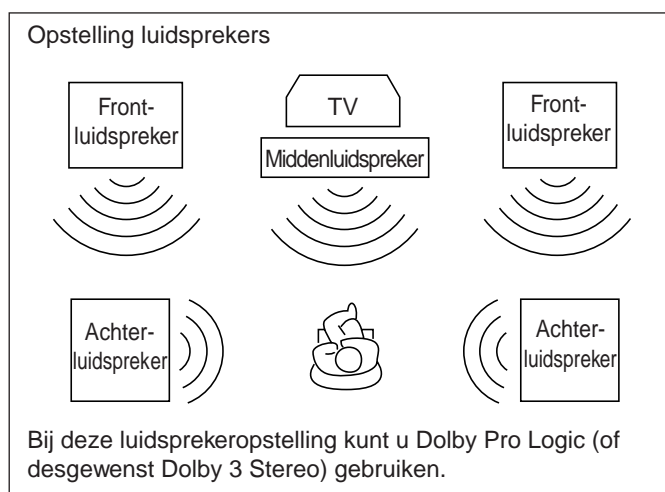 Opstelling luidsprekers
Front-
luidspreker
TV
Middenluidspreker
Front-
luidspreker
Achter-
luidspreker
Achter-
luidspreker
Bij deze luidsprekeropstelling kunt u Dolby Pro Logic (of
desgewenst Dolby 3 Stereo) gebruiken.